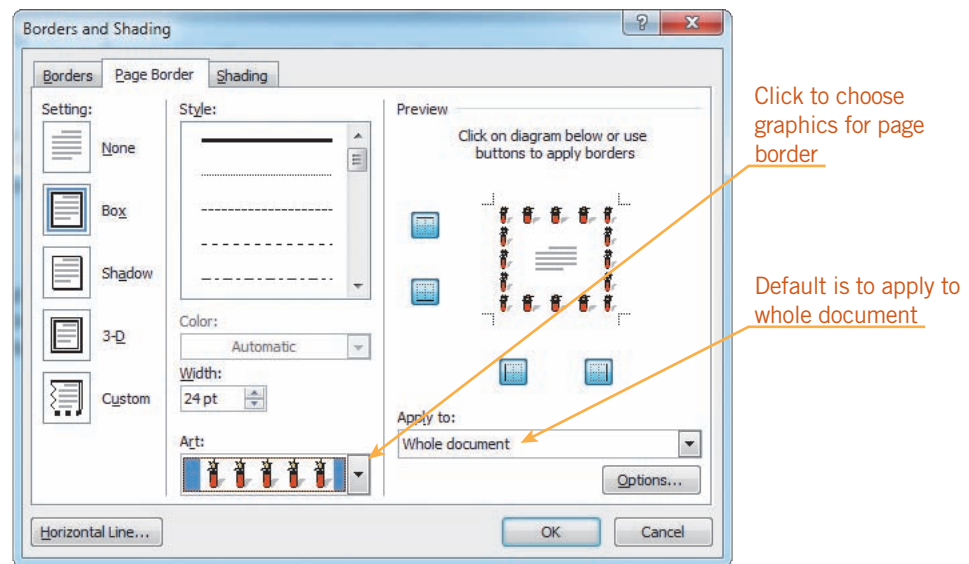 Borders and Shading
Borders
Page Border
Shading
Setting:
None
Box
Shadow
3-D
Custom
Style:
Color:
Automatic
Width:
24 pt
Art:
Preview
Click on diagram below or use
buttons to apply borders
Apply to:
Whole document
Options...
Horizontal Line...
OK
Cancel
Click to choose
graphics for page
border
Default is to apply to
whole document